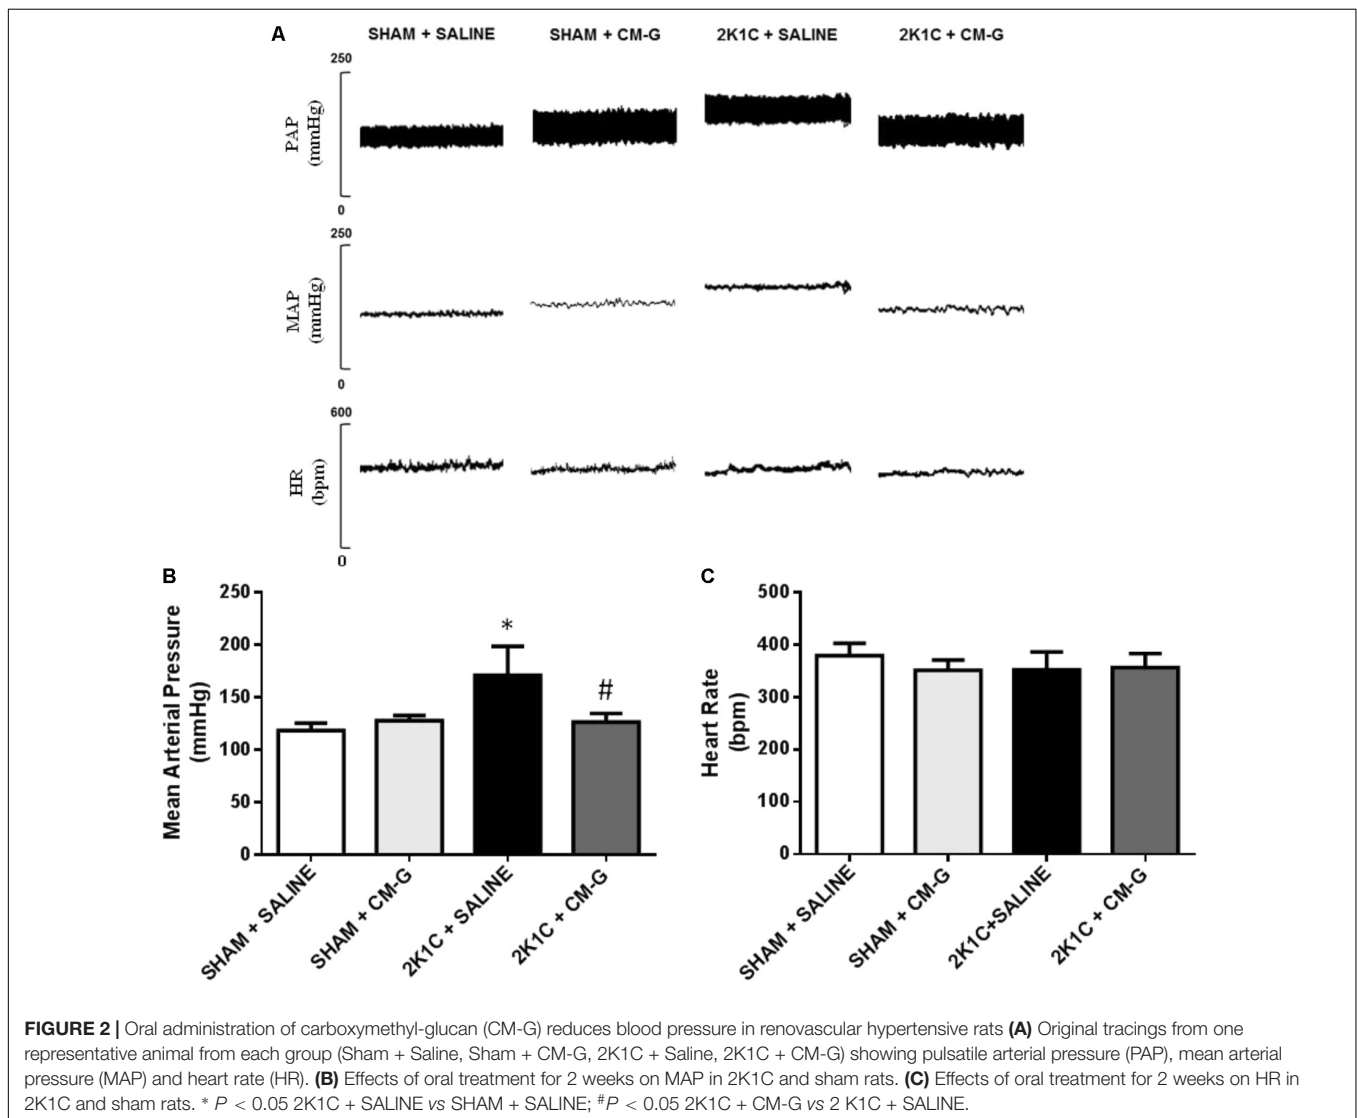 A
SHAM + SALINE
SHAM + CM-G
2K1C + SALINE
2K1C + CM-G
250
PAP
(mmHg)
0
250
MAP
(mmHg)
0
600
HR
(bpm)
0
B
Mean Arterial Pressure
(mmHg)
250
200
150
100
50
0
*
#
SHAM + SALINE
SHAM + CM-G
2K1C + SALINE
2K1C + CM-G
C
Heart Rate
(bpm)
500
400
300
200
100
0
SHAM + SALINE
SHAM + CM-G
2K1C+SALINE
2K1C + CM-G
FIGURE 2 | Oral administration of carboxymethyl-glucan (CM-G) reduces blood pressure in renovascular hypertensive rats (A) Original tracings from one
representative animal from each group (Sham + Saline, Sham + CM-G, 2K1C + Saline, 2K1C + CM-G) showing pulsatile arterial pressure (PAP), mean arterial
pressure (MAP) and heart rate (HR). (B) Effects of oral treatment for 2 weeks on MAP in 2K1C and sham rats. (C) Effects of oral treatment for 2 weeks on HR in
2K1C and sham rats. * P < 0.05 2K1C + SALINE vs SHAM + SALINE; #P < 0.05 2K1C + CM-G vs 2 K1C + SALINE.